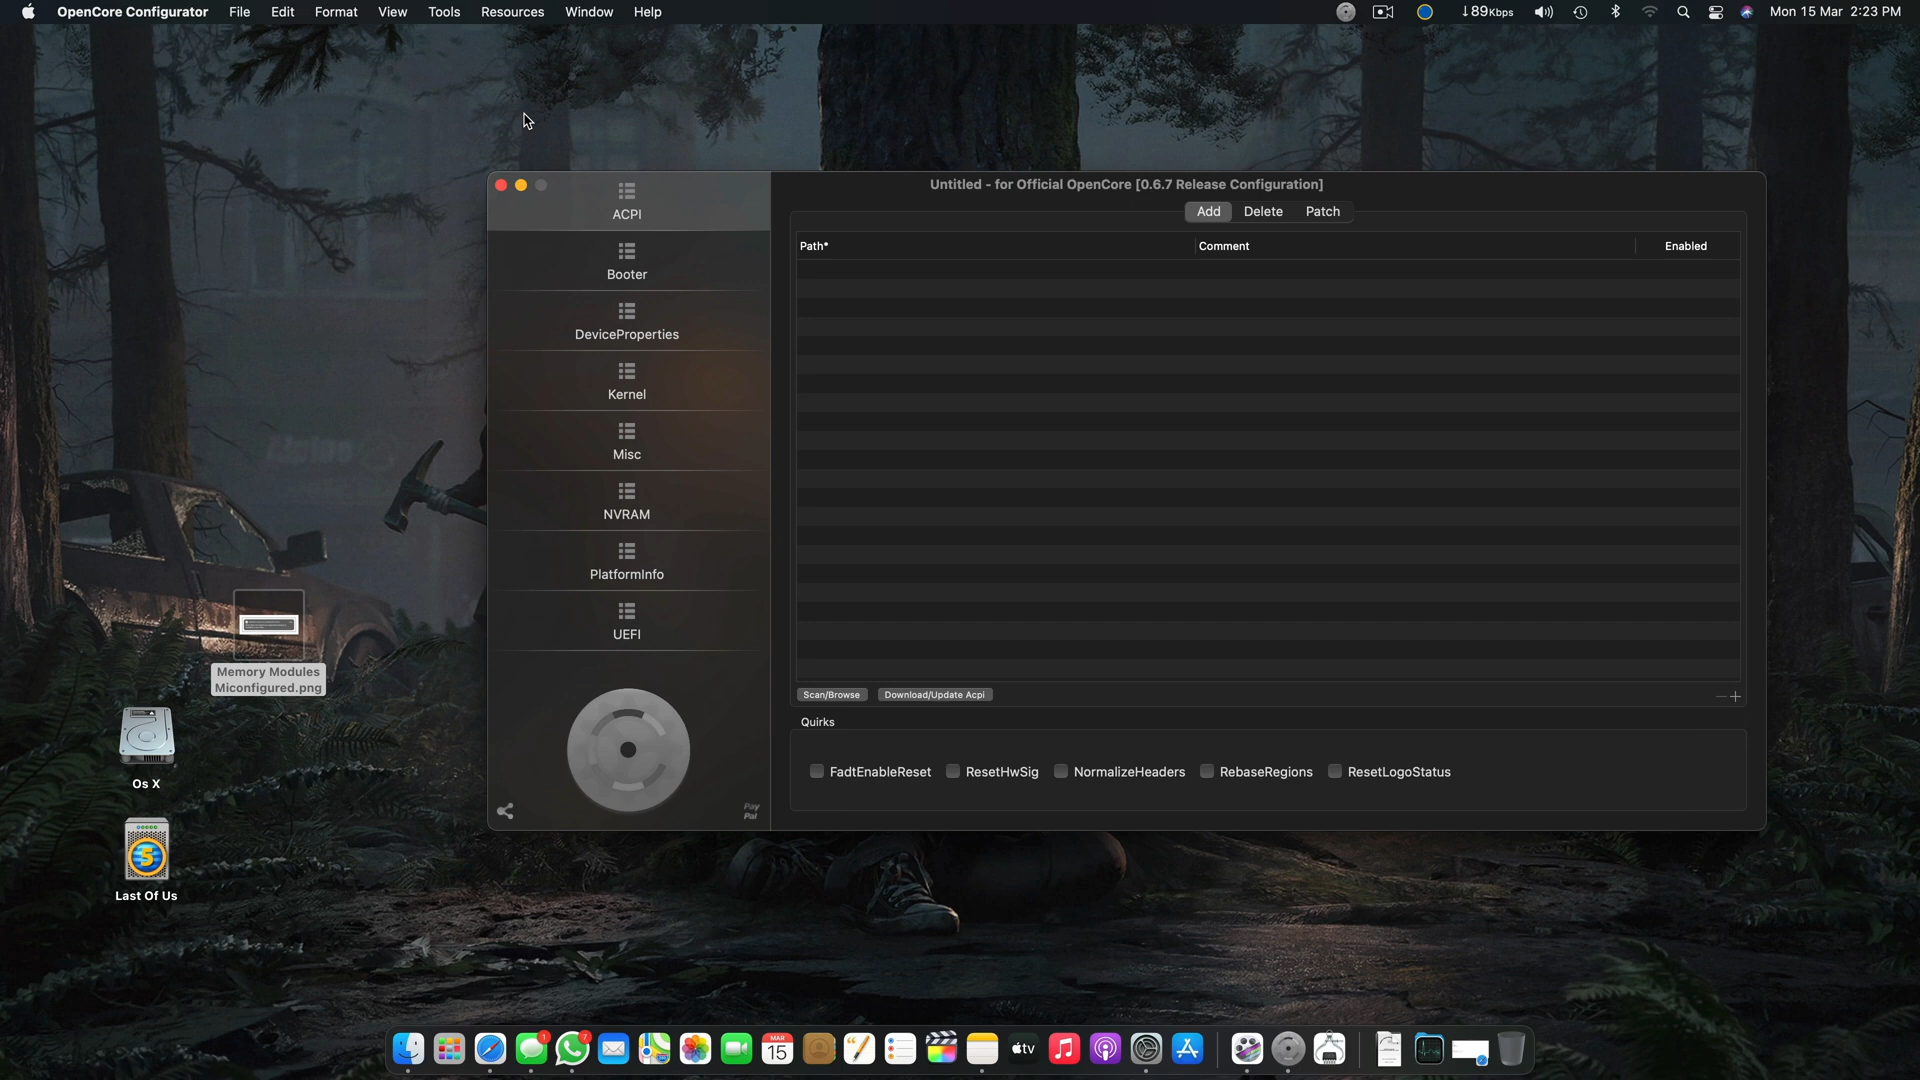 OpenCore Configurator File Edit Format View Tools Resources Window Help
↓89Kbps Mon 15 Mar 2:23 PM
Untitled - for Official OpenCore [0.6.7 Release Configuration]
ACPI
Booter
DeviceProperties
Kernel
Misc
NVRAM
PlatformInfo
UEFI
Pay
Pal
Add Delete Patch
Path* Comment Enabled
Scan/Browse Download/Update Acpi
Quirks
FadtEnableReset ResetHwSig NormalizeHeaders RebaseRegions ResetLogoStatus
Memory Modules
Miconfigured.png
Os X
5
Last Of Us
1
7
MAR
15
tv